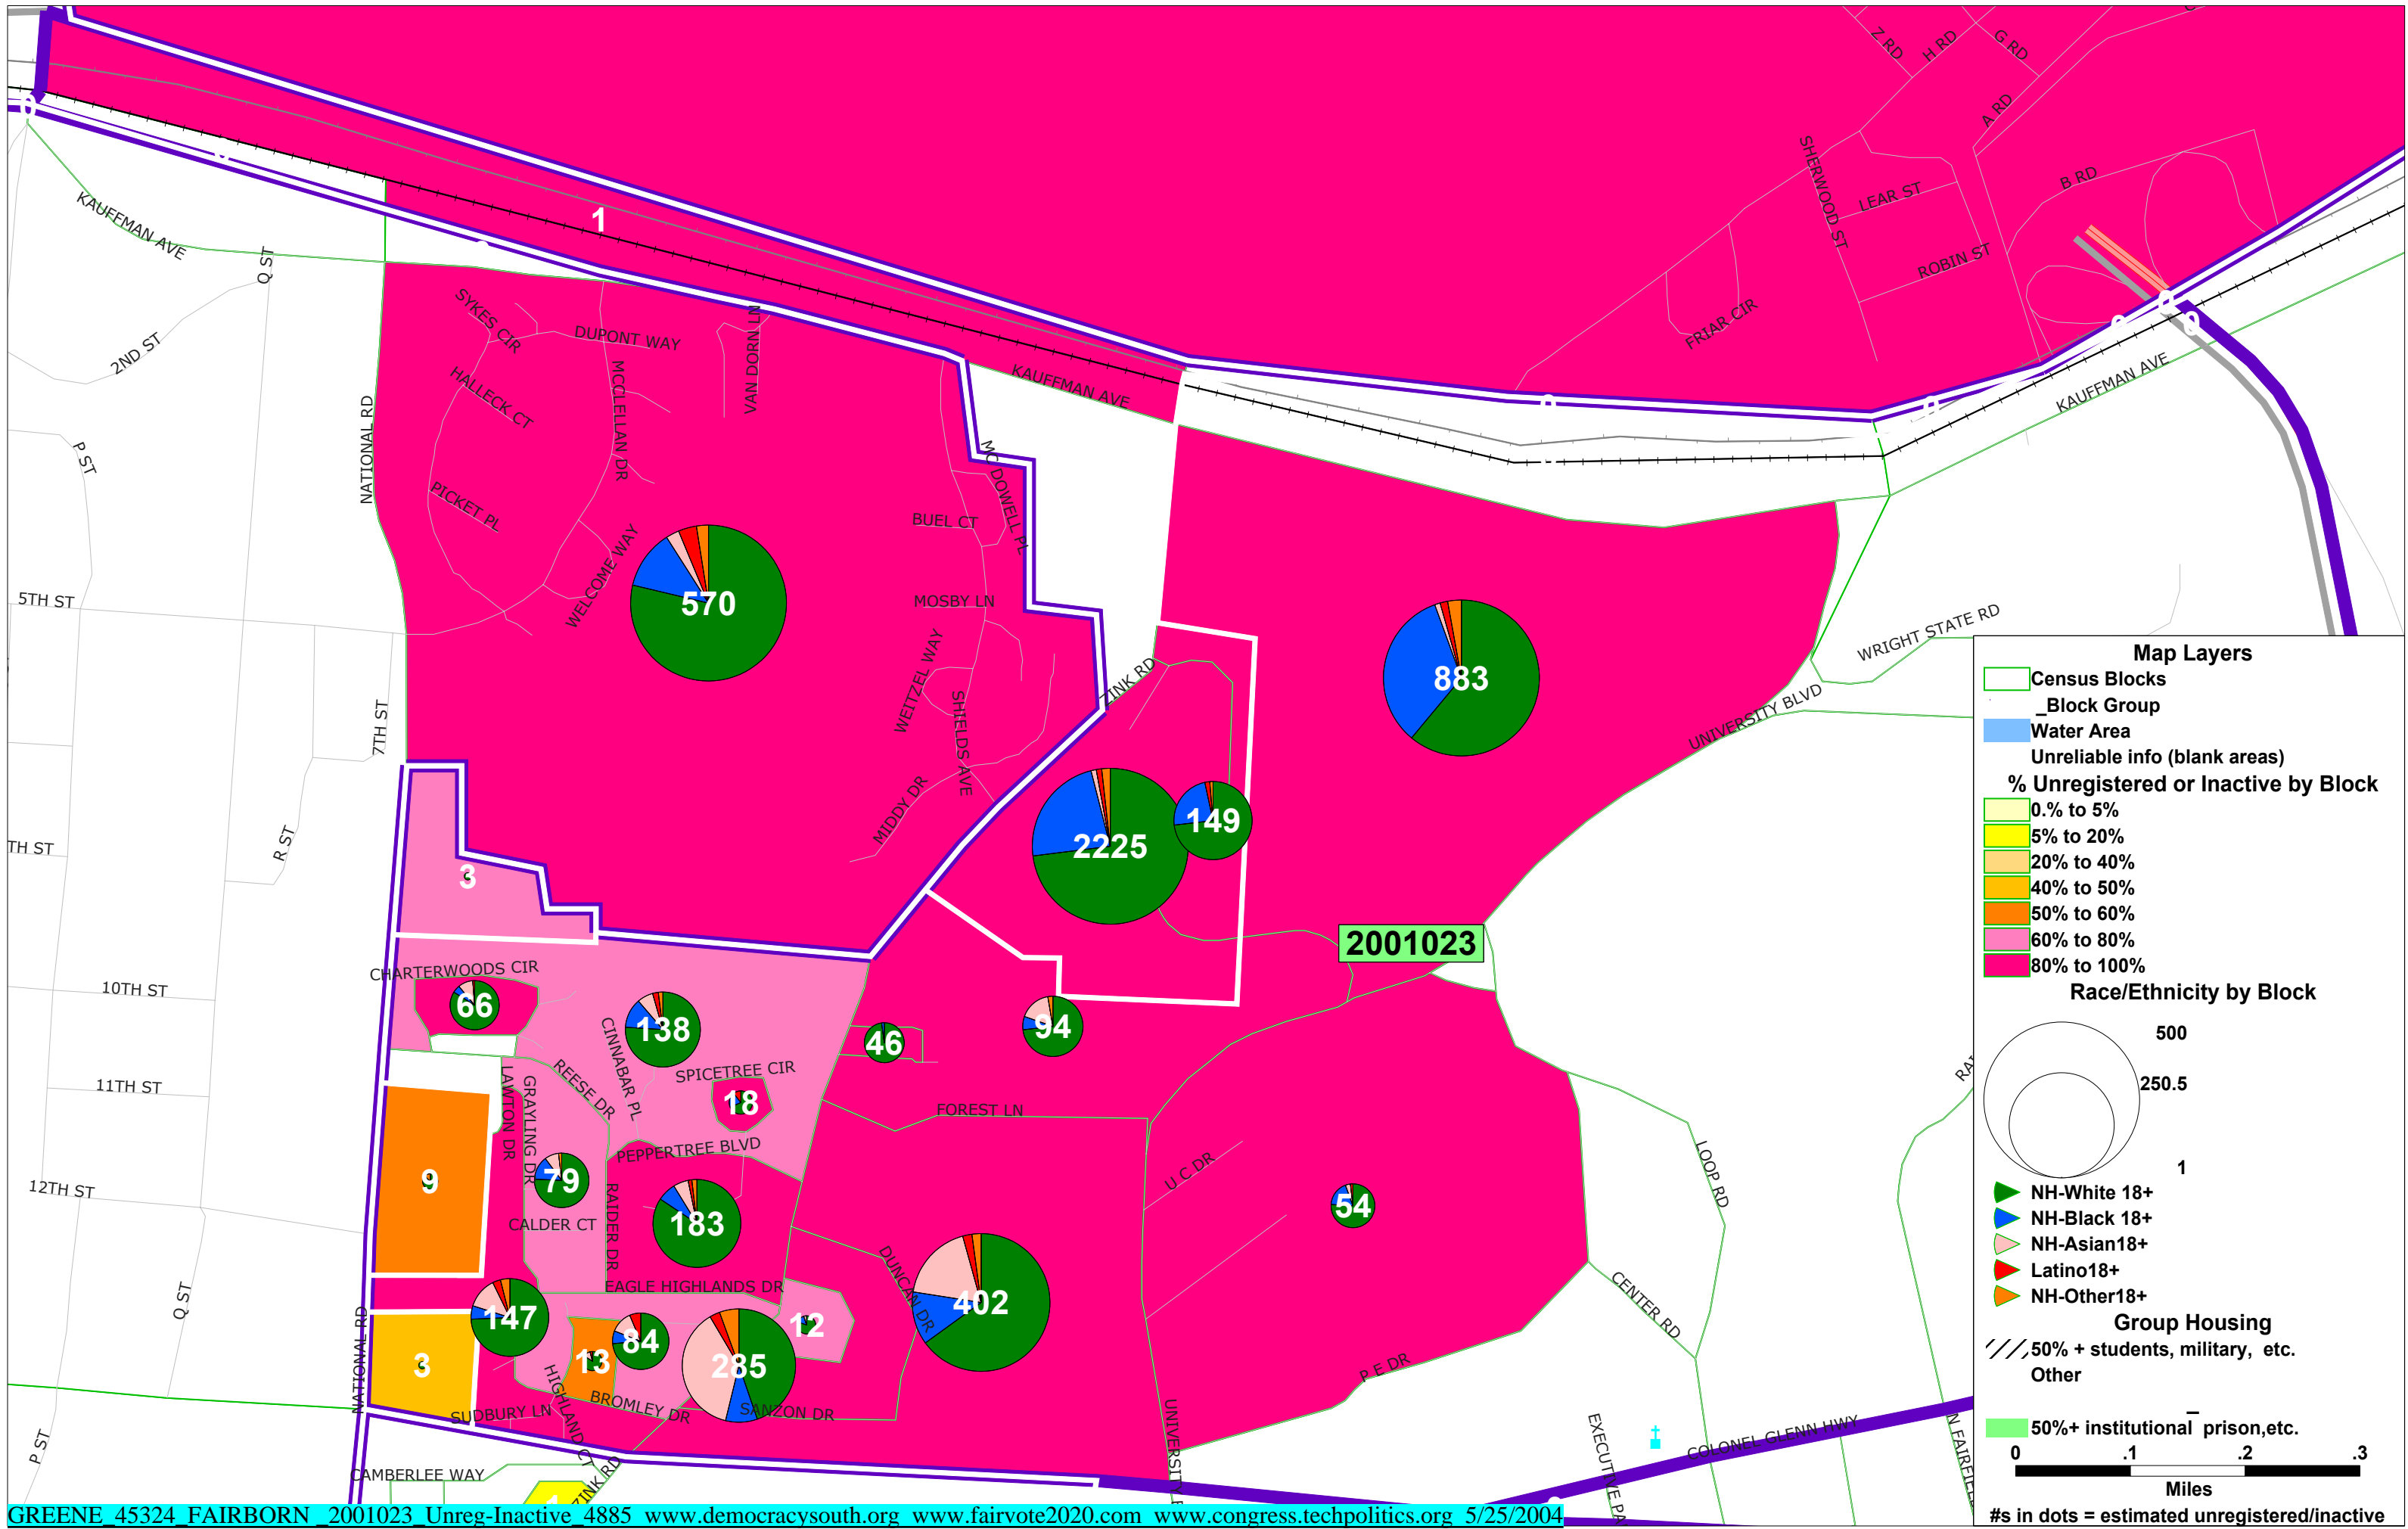 Z RD
H RD
G RD
A RD
B RD
SHERWOOD ST
LEAR ST
ROBIN ST
FRIAR CIR
0
1
KAUFFMAN AVE
Q ST
2ND ST
P ST
NATIONAL RD
SYKES CIR
DUPONT WAY
VAN DORN LN
HALLECK CT
MCCLELLAN DR
PICKET PL
WELCOME WAY
KAUFFMAN AVE
KAUFFMAN AVE
MC DOWELL PL
BUEL CT
MOSBY LN
WEITZEL WAY
SHIELDS AVE
MIDDY DR
ZINK RD
570
883
2225
149
WRIGHT STATE RD
UNIVERSITY BLVD
5TH ST
7TH ST
R ST
TH ST
3
2001023
CHARTERWOODS CIR
66
138
46
94
10TH ST
CINNABAR PL
REESE DR
SPICETREE CIR
18
11TH ST
LAWTON DR
GRAYLING DR
FOREST LN
PEPPERTREE BLVD
9
79
RAIDER DR
183
CALDER CT
12TH ST
U C DR
54
LOOP RD
Q ST
EAGLE HIGHLANDS DR
DUNCAN DR
402
CENTER RD
147
84
13
285
12
3
NATIONAL RD
P E DR
HIGHLAND CT
BROMLEY DR
SANZON DR
SUDBURY LN
P ST
CAMBERLEE WAY
ZINK RD
UNIVERSITY
EXECUTIVE PA
COLONEL GLENN HWY
N FAIRFIELD
Map Layers
Census Blocks
_Block Group
Water Area
Unreliable info (blank areas)
% Unregistered or Inactive by Block
0.% to 5%
5% to 20%
20% to 40%
40% to 50%
50% to 60%
60% to 80%
80% to 100%
Race/Ethnicity by Block
500
250.5
1
NH-White 18+
NH-Black 18+
NH-Asian18+
Latino18+
NH-Other18+
Group Housing
50% + students, military, etc.
Other
_
50%+ institutional prison,etc.
0 .1 .2 .3
Miles
#s in dots = estimated unregistered/inactive
GREENE_45324_FAIRBORN _2001023_Unreg-Inactive_4885 www.democracysouth.org www.fairvote2020.com www.congress.techpolitics.org 5/25/2004